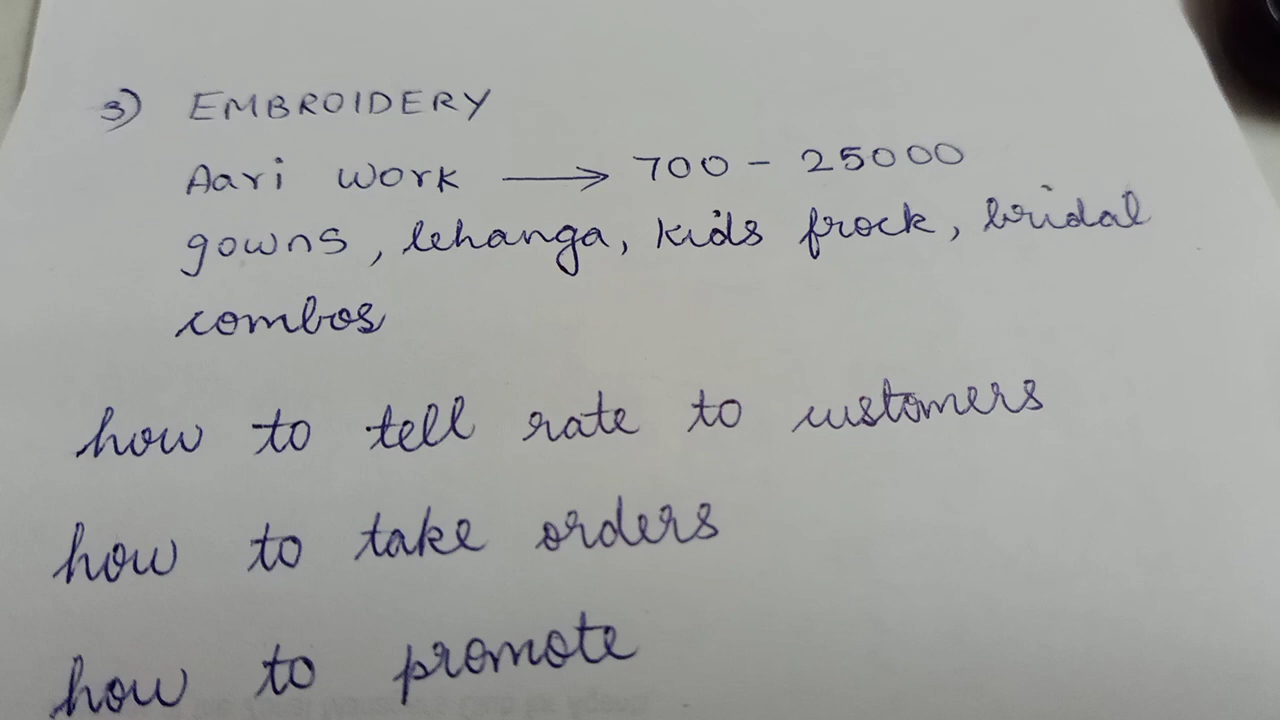 3) EMBROIDERY
Aari work → 700 - 25000
gowns, lehanga, kids frock, bridal
combos
how to tell rate to customers
how to take orders
how to promote